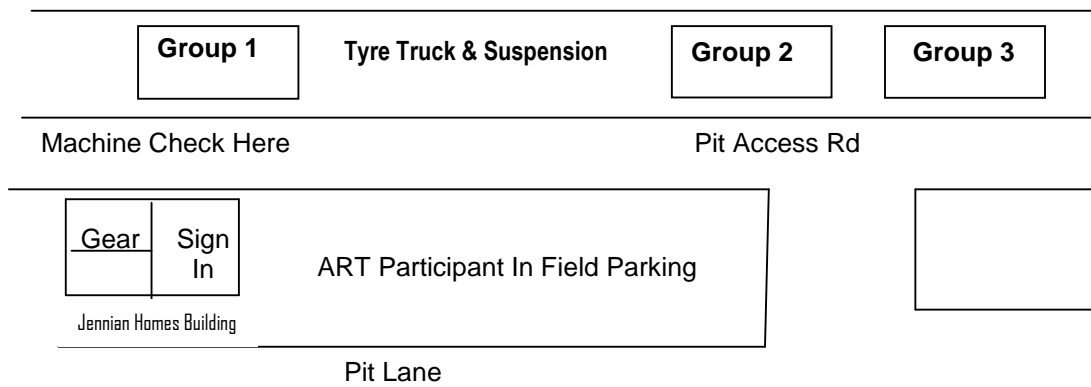 Group 1
Tyre Truck & Suspension
Group 2
Group 3
Machine Check Here
Pit Access Rd
Gear
Sign
In
ART Participant In Field Parking
Jennian Homes Building
Pit Lane